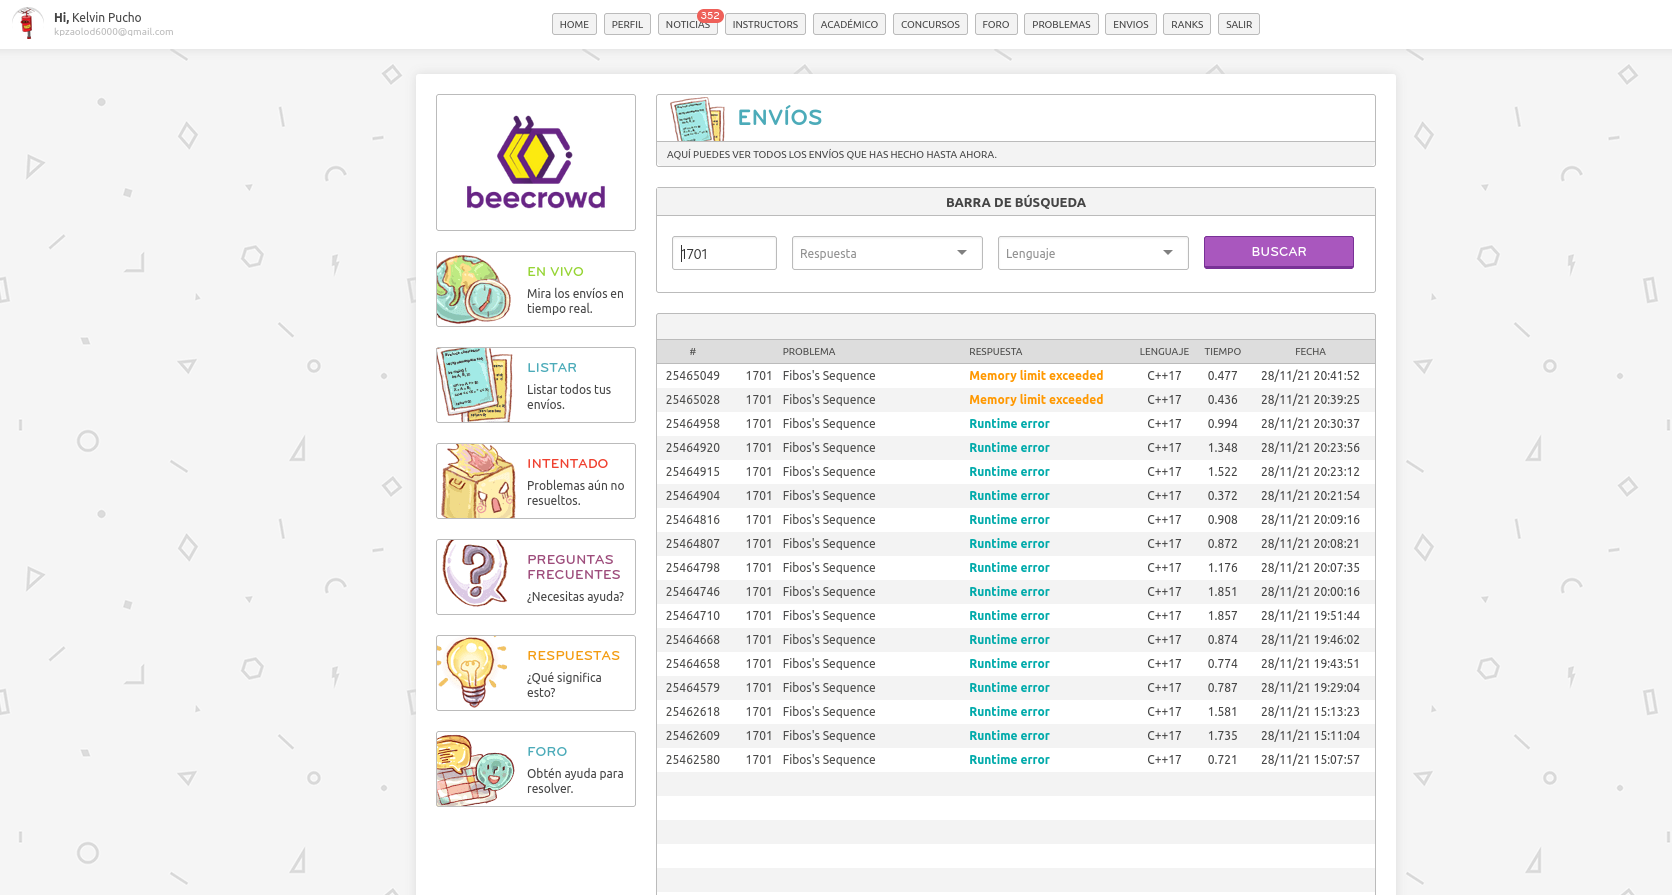 Hi, Kelvin Pucho
kpzaolod6000@gmail.com
HOME PERFIL NOTICIAS 352 INSTRUCTORS ACADÉMICO CONCURSOS FORO PROBLEMAS ENVIOS RANKS SALIR
beecrowd
EN VIVO
Mira los envíos en
tiempo real.
LISTAR
Listar todos tus
envíos.
INTENTADO
Problemas aún no
resueltos.
PREGUNTAS
FRECUENTES
¿Necesitas ayuda?
RESPUESTAS
¿Qué significa
esto?
FORO
Obtén ayuda para
resolver.
ENVÍOS
AQUÍ PUEDES VER TODOS LOS ENVÍOS QUE HAS HECHO HASTA AHORA.
BARRA DE BÚSQUEDA
1701 Respuesta Lenguaje BUSCAR
# PROBLEMA RESPUESTA LENGUAJE TIEMPO FECHA
25465049 1701 Fibos's Sequence Memory limit exceeded C++17 0.477 28/11/21 20:41:52
25465028 1701 Fibos's Sequence Memory limit exceeded C++17 0.436 28/11/21 20:39:25
25464958 1701 Fibos's Sequence Runtime error C++17 0.994 28/11/21 20:30:37
25464920 1701 Fibos's Sequence Runtime error C++17 1.348 28/11/21 20:23:56
25464915 1701 Fibos's Sequence Runtime error C++17 1.522 28/11/21 20:23:12
25464904 1701 Fibos's Sequence Runtime error C++17 0.372 28/11/21 20:21:54
25464816 1701 Fibos's Sequence Runtime error C++17 0.908 28/11/21 20:09:16
25464807 1701 Fibos's Sequence Runtime error C++17 0.872 28/11/21 20:08:21
25464798 1701 Fibos's Sequence Runtime error C++17 1.176 28/11/21 20:07:35
25464746 1701 Fibos's Sequence Runtime error C++17 1.851 28/11/21 20:00:16
25464710 1701 Fibos's Sequence Runtime error C++17 1.857 28/11/21 19:51:44
25464668 1701 Fibos's Sequence Runtime error C++17 0.874 28/11/21 19:46:02
25464658 1701 Fibos's Sequence Runtime error C++17 0.774 28/11/21 19:43:51
25464579 1701 Fibos's Sequence Runtime error C++17 0.787 28/11/21 19:29:04
25462618 1701 Fibos's Sequence Runtime error C++17 1.581 28/11/21 15:13:23
25462609 1701 Fibos's Sequence Runtime error C++17 1.735 28/11/21 15:11:04
25462580 1701 Fibos's Sequence Runtime error C++17 0.721 28/11/21 15:07:57